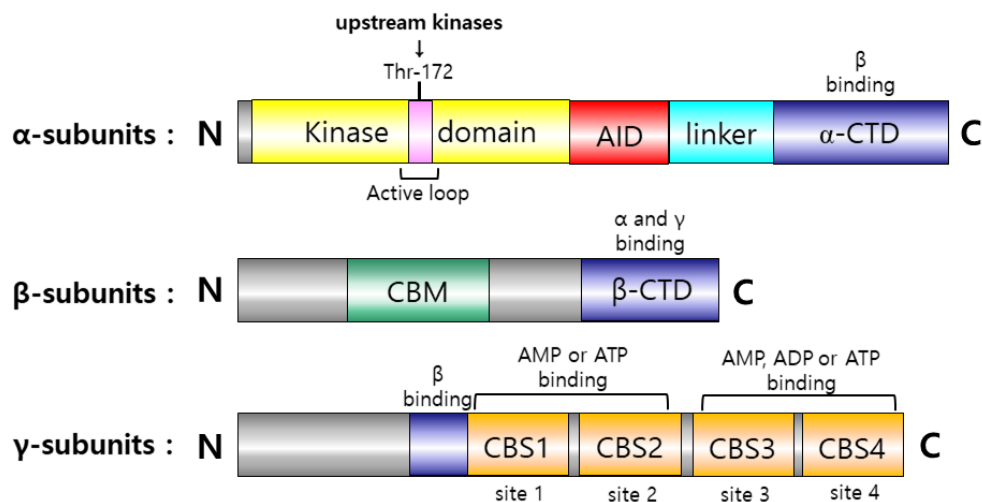 upstream kinases
↓
Thr-172
β
binding
α-subunits : N Kinase domain AID linker α-CTD C
Active loop
α and γ
binding
β-subunits : N CBM β-CTD C
AMP or ATP
binding
AMP, ADP or ATP
binding
β
binding
γ-subunits : N CBS1 CBS2 CBS3 CBS4 C
site 1 site 2 site 3 site 4